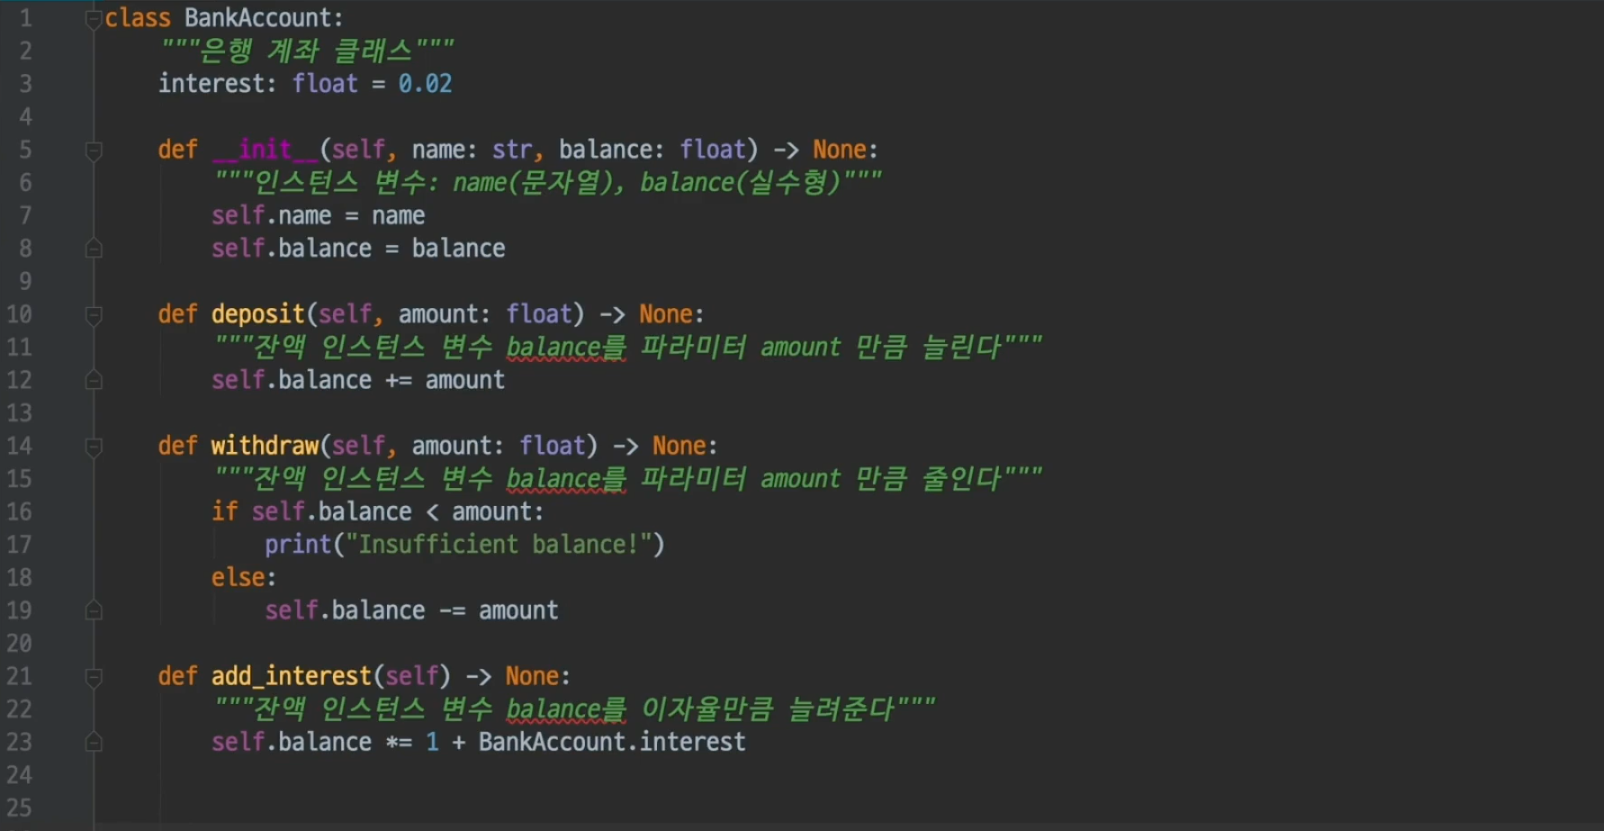 1 class BankAccount:
2 """은행 계좌 클래스"""
3 interest: float = 0.02
4
5 def __init__(self, name: str, balance: float) -> None:
6 """인스턴스 변수: name(문자열), balance(실수형)"""
7 self.name = name
8 self.balance = balance
9
10 def deposit(self, amount: float) -> None:
11 """잔액 인스턴스 변수 balance를 파라미터 amount 만큼 늘린다"""
12 self.balance += amount
13
14 def withdraw(self, amount: float) -> None:
15 """잔액 인스턴스 변수 balance를 파라미터 amount 만큼 줄인다"""
16 if self.balance < amount:
17 print("Insufficient balance!")
18 else:
19 self.balance -= amount
20
21 def add_interest(self) -> None:
22 """잔액 인스턴스 변수 balance를 이자율만큼 늘려준다"""
23 self.balance *= 1 + BankAccount.interest
24
25